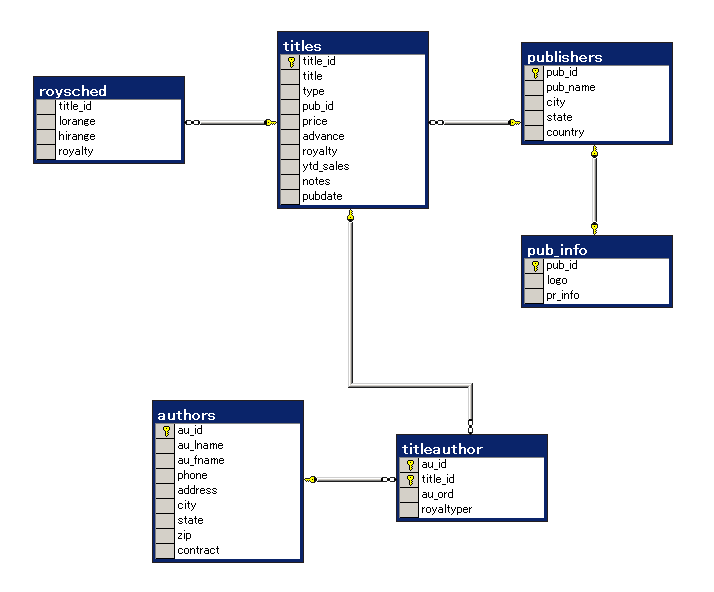 roysched
title_id
lorange
hirange
royalty
titles
title_id
title
type
pub_id
price
advance
royalty
ytd_sales
notes
pubdate
publishers
pub_id
pub_name
city
state
country
pub_info
pub_id
logo
pr_info
authors
au_id
au_lname
au_fname
phone
address
city
state
zip
contract
titleauthor
au_id
title_id
au_ord
royaltyper